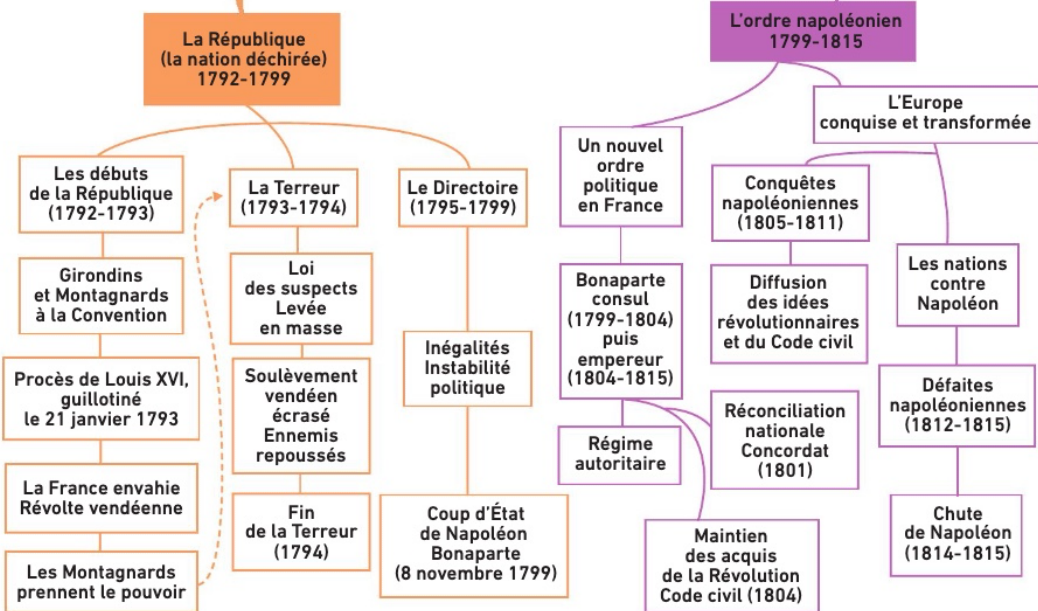 La République
(la nation déchirée)
1792-1799
Les débuts
de la République
(1792-1793)
Girondins
et Montagnards
à la Convention
Procès de Louis XVI,
guillotiné
le 21 janvier 1793
La France envahie
Révolte vendéenne
Les Montagnards
prennent le pouvoir
La Terreur
(1793-1794)
Loi
des suspects
Levée
en masse
Soulèvement
vendéen
écrasé
Ennemis
repoussés
Fin
de la Terreur
(1794)
Le Directoire
(1795-1799)
Inégalités
Instabilité
politique
Coup d'État
de Napoléon
Bonaparte
(8 novembre 1799)
L'ordre napoléonien
1799-1815
Un nouvel
ordre
politique
en France
Bonaparte
consul
(1799-1804)
puis
empereur
(1804-1815)
Régime
autoritaire
Réconciliation
nationale
Concordat
(1801)
Maintien
des acquis
de la Révolution
Code civil (1804)
L'Europe
conquise et transformée
Conquêtes
napoléoniennes
(1805-1811)
Diffusion
des idées
révolutionnaires
et du Code civil
Les nations
contre
Napoléon
Défaites
napoléoniennes
(1812-1815)
Chute
de Napoléon
(1814-1815)